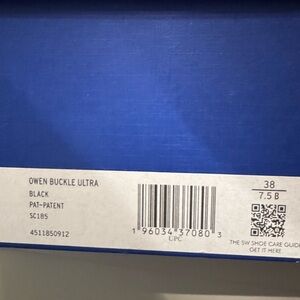 OWEN BUCKLE ULTRA
BLACK
PAT-PATENT
SC185
4511850912
1 96034 37080 3
UPC
38
7.5 B
THE SW SHOE CARE GUIDE
GET IT HERE